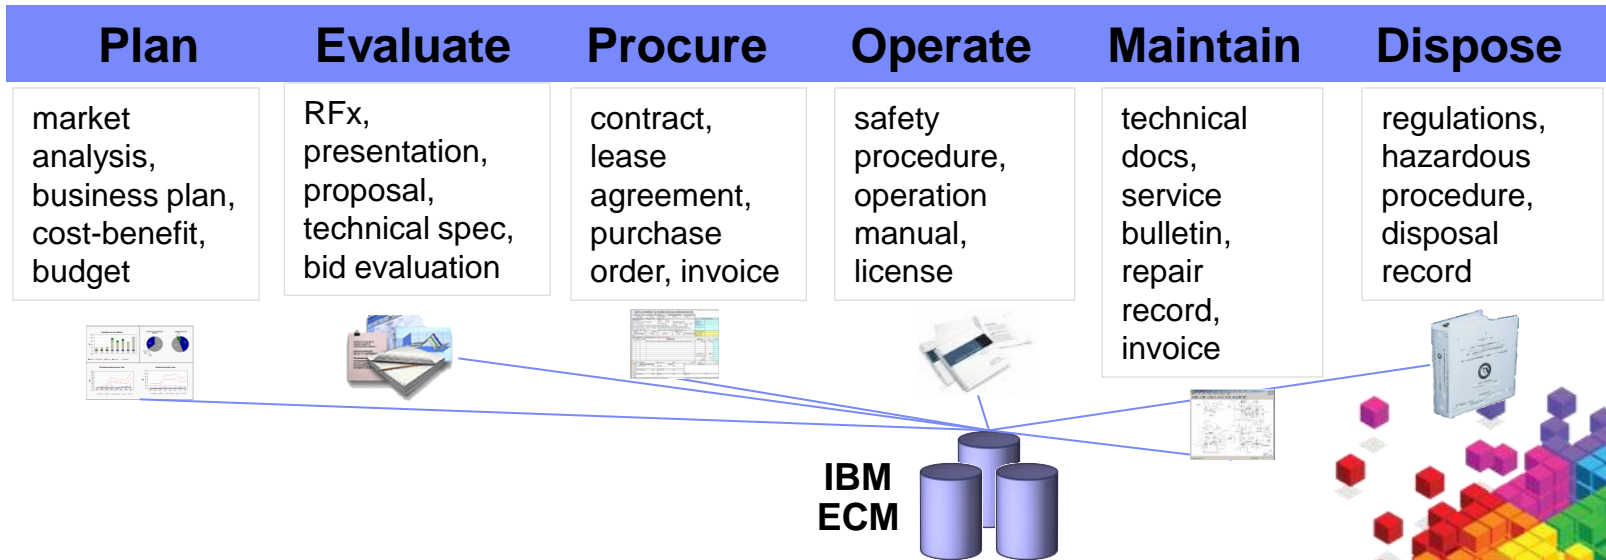 Plan
Evaluate
Procure
Operate
Maintain
Dispose
market
analysis,
business plan,
cost-benefit,
budget
RFx,
presentation,
proposal,
technical spec,
bid evaluation
contract,
lease
agreement,
purchase
order, invoice
safety
procedure,
operation
manual,
license
technical
docs,
service
bulletin,
repair
record,
invoice
regulations,
hazardous
procedure,
disposal
record
IBM
ECM